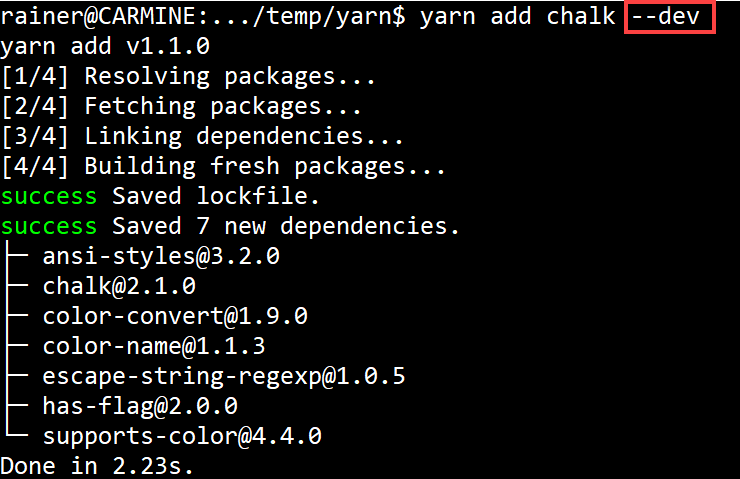 rainer@CARMINE:.../temp/yarn$ yarn add chalk --dev
yarn add v1.1.0
[1/4] Resolving packages...
[2/4] Fetching packages...
[3/4] Linking dependencies...
[4/4] Building fresh packages...
success Saved lockfile.
success Saved 7 new dependencies.
├─ ansi-styles@3.2.0
├─ chalk@2.1.0
├─ color-convert@1.9.0
├─ color-name@1.1.3
├─ escape-string-regexp@1.0.5
├─ has-flag@2.0.0
└─ supports-color@4.4.0
Done in 2.23s.